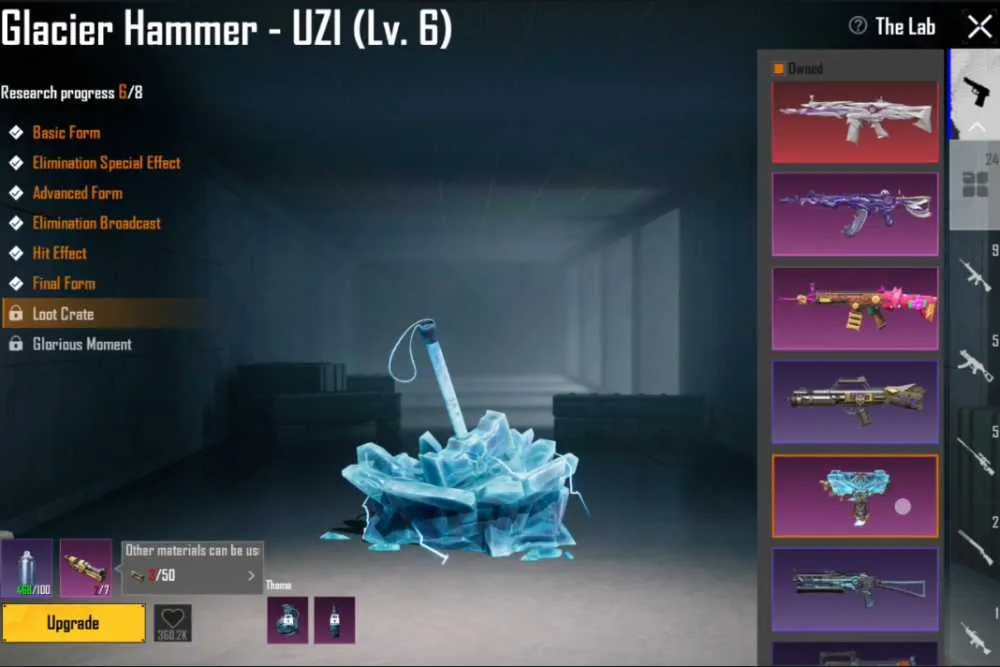 Glacier Hammer - UZI (Lv. 6)
The Lab
Research progress 6/8
Owned
Basic Form
Elimination Special Effect
Advanced Form
Elimination Broadcast
Hit Effect
Final Form
Loot Crate
Glorious Moment
24
9
5
5
2
1
Other materials can be us
/50
/100
/7
Theme
Upgrade
360.2K